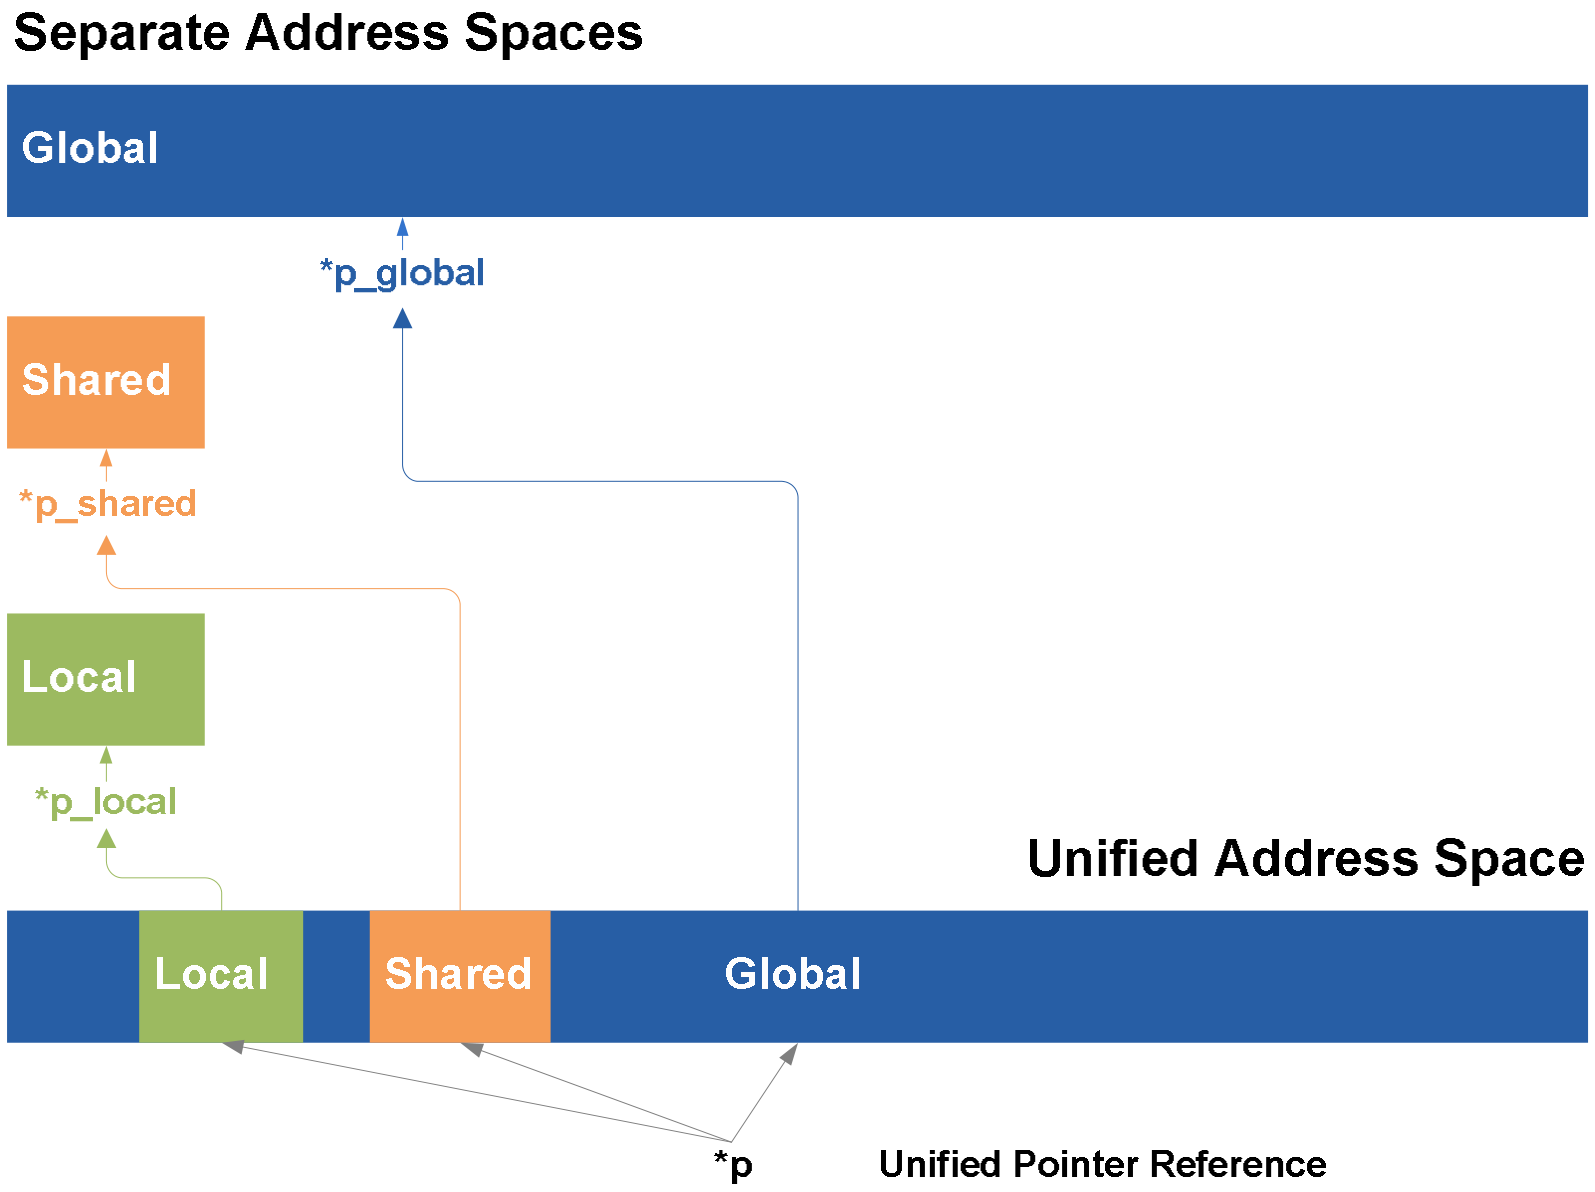 Separate Address Spaces
Global
*p_global
Shared
*p_shared
Local
*p_local
Unified Address Space
Local Shared Global
*p Unified Pointer Reference